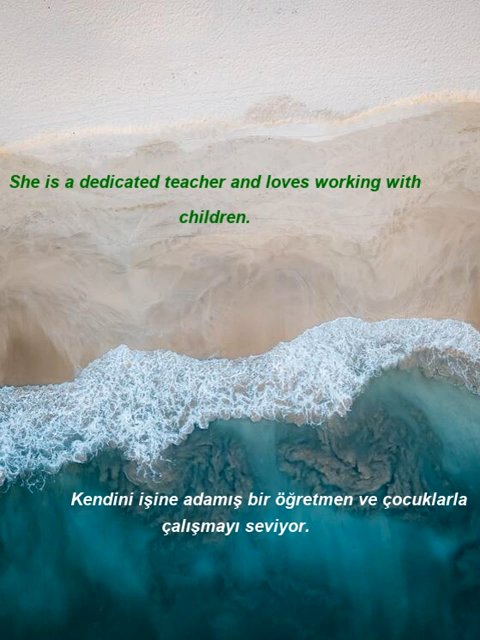 She is a dedicated teacher and loves working with
children.
Kendini işine adamış bir öğretmen ve çocuklarla
çalışmayı seviyor.